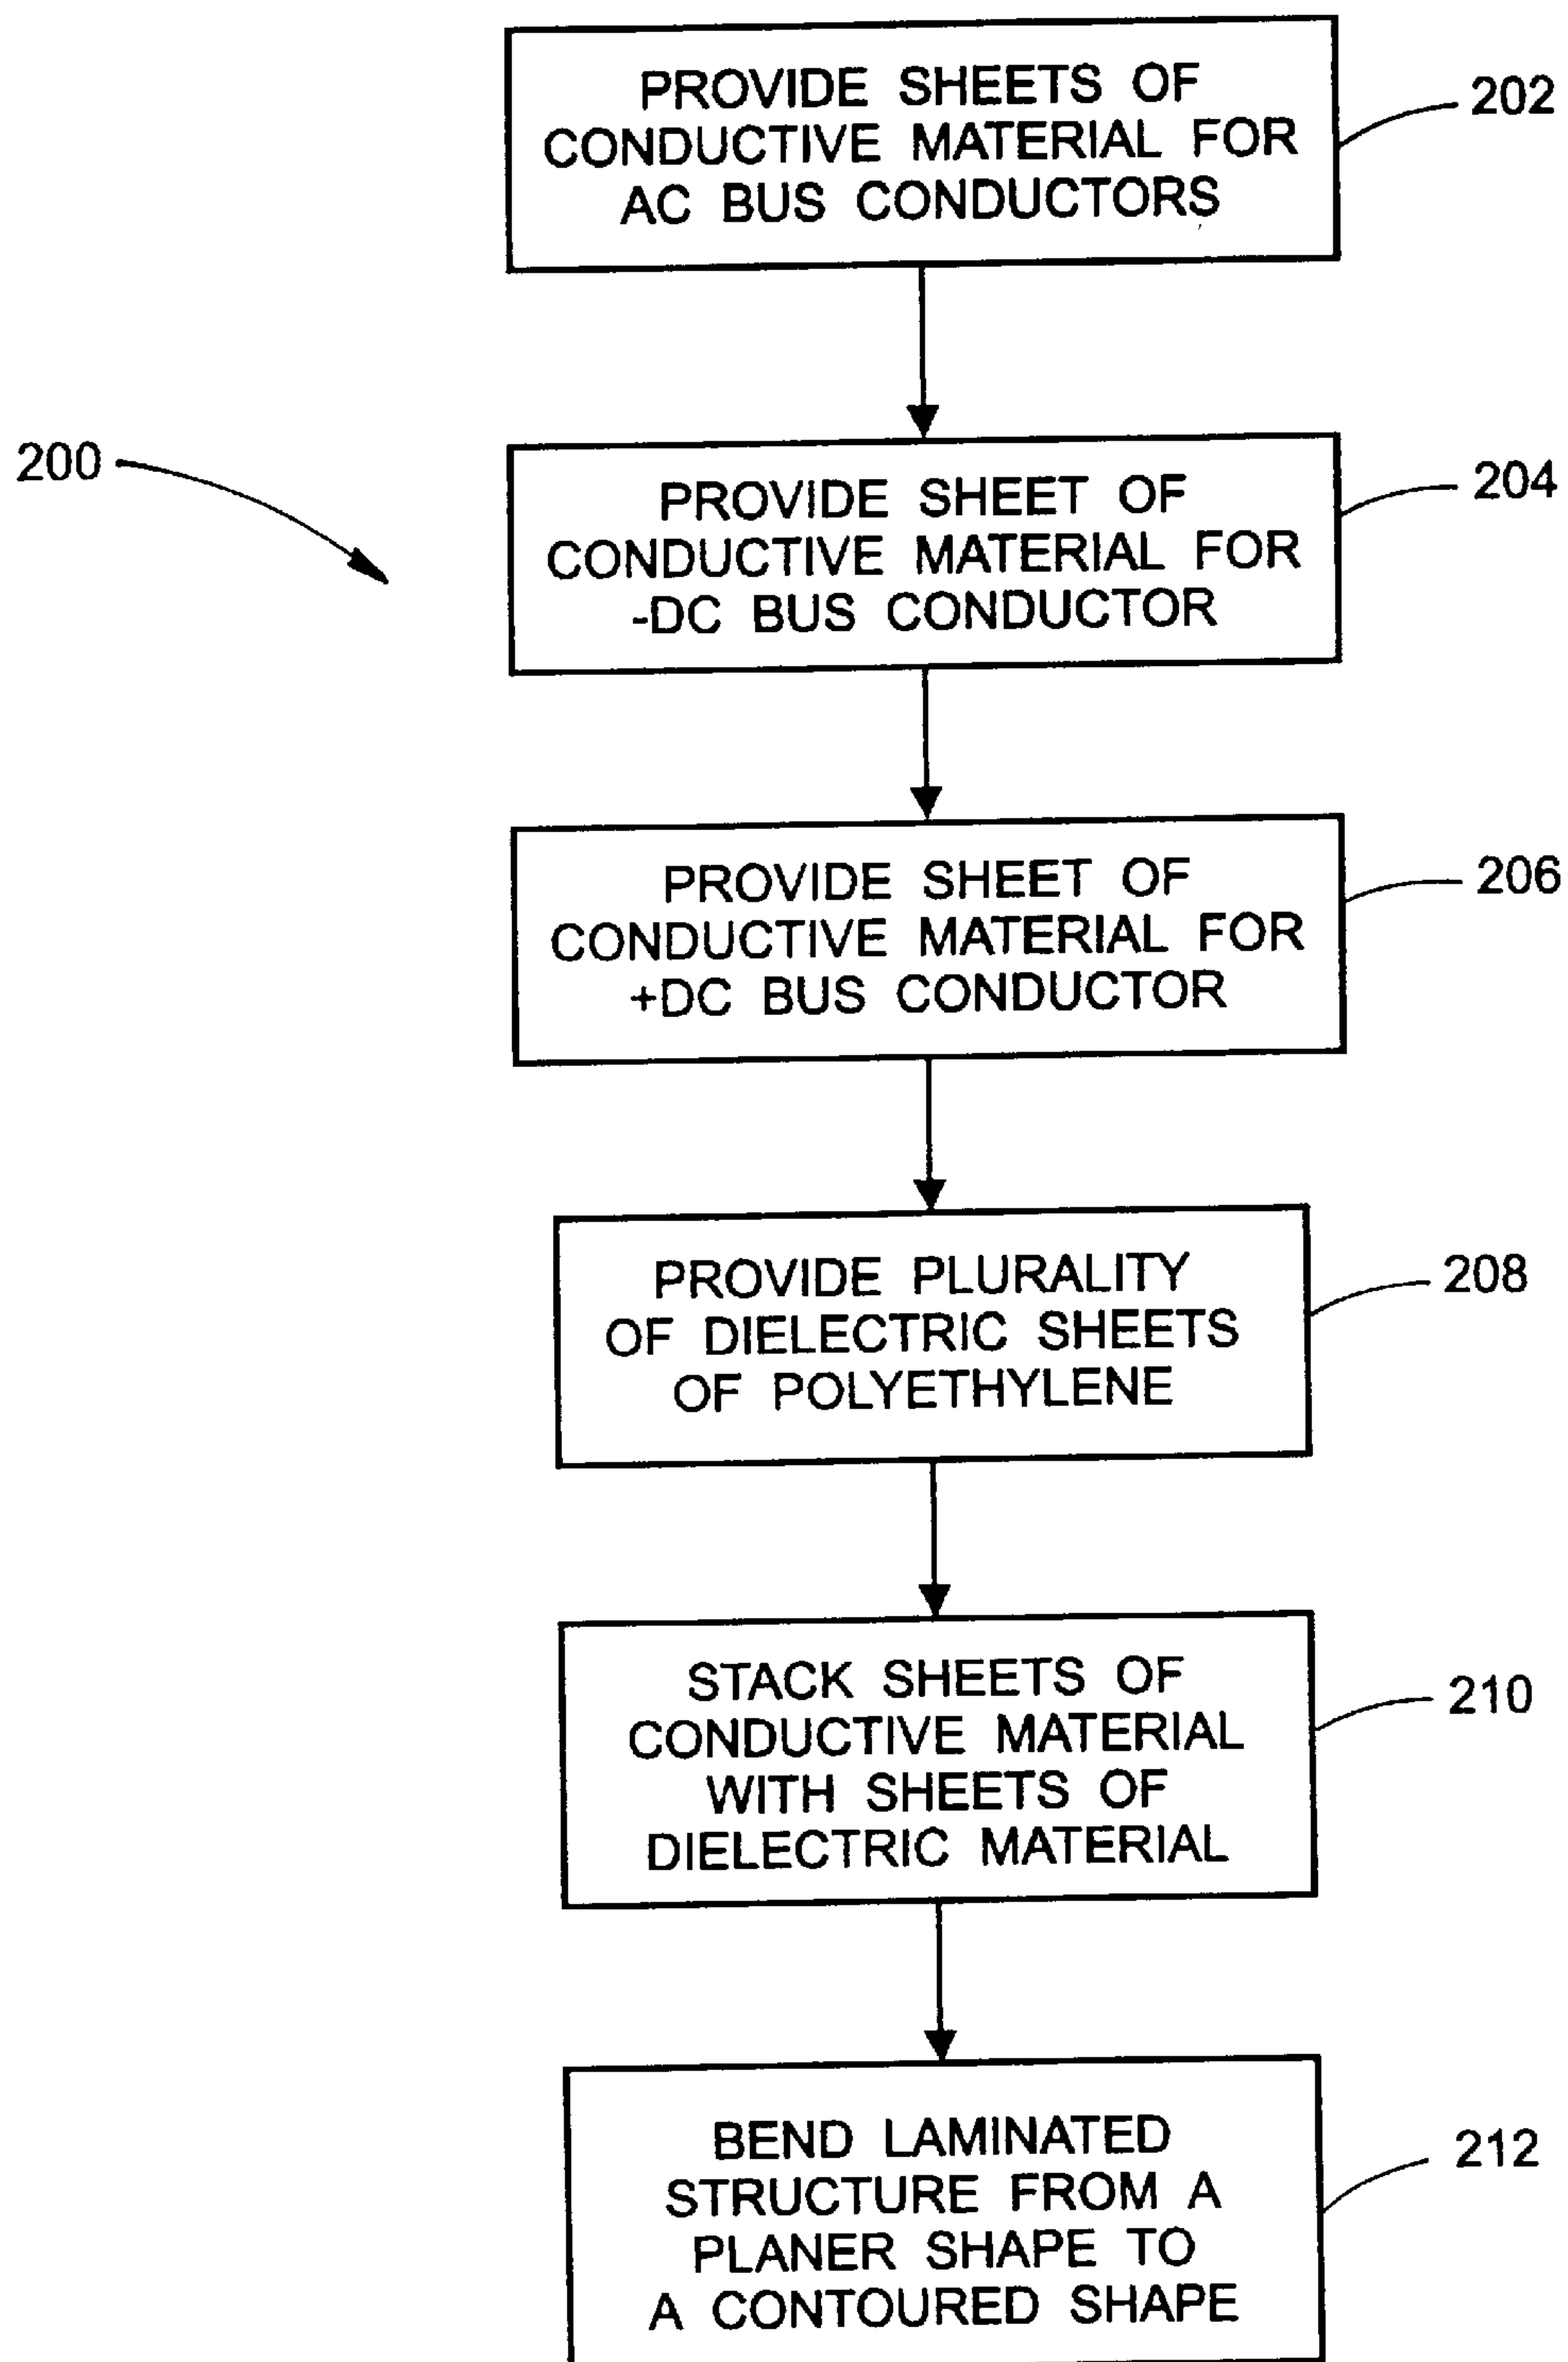 PROVIDE SHEETS OF
CONDUCTIVE MATERIAL FOR
AC BUS CONDUCTORS
202
200
PROVIDE SHEET OF
CONDUCTIVE MATERIAL FOR
-DC BUS CONDUCTOR
204
PROVIDE SHEET OF
CONDUCTIVE MATERIAL FOR
+DC BUS CONDUCTOR
206
PROVIDE PLURALITY
OF DIELECTRIC SHEETS
OF POLYETHYLENE
208
STACK SHEETS OF
CONDUCTIVE MATERIAL
WITH SHEETS OF
DIELECTRIC MATERIAL
210
BEND LAMINATED
STRUCTURE FROM A
PLANER SHAPE TO
A CONTOURED SHAPE
212